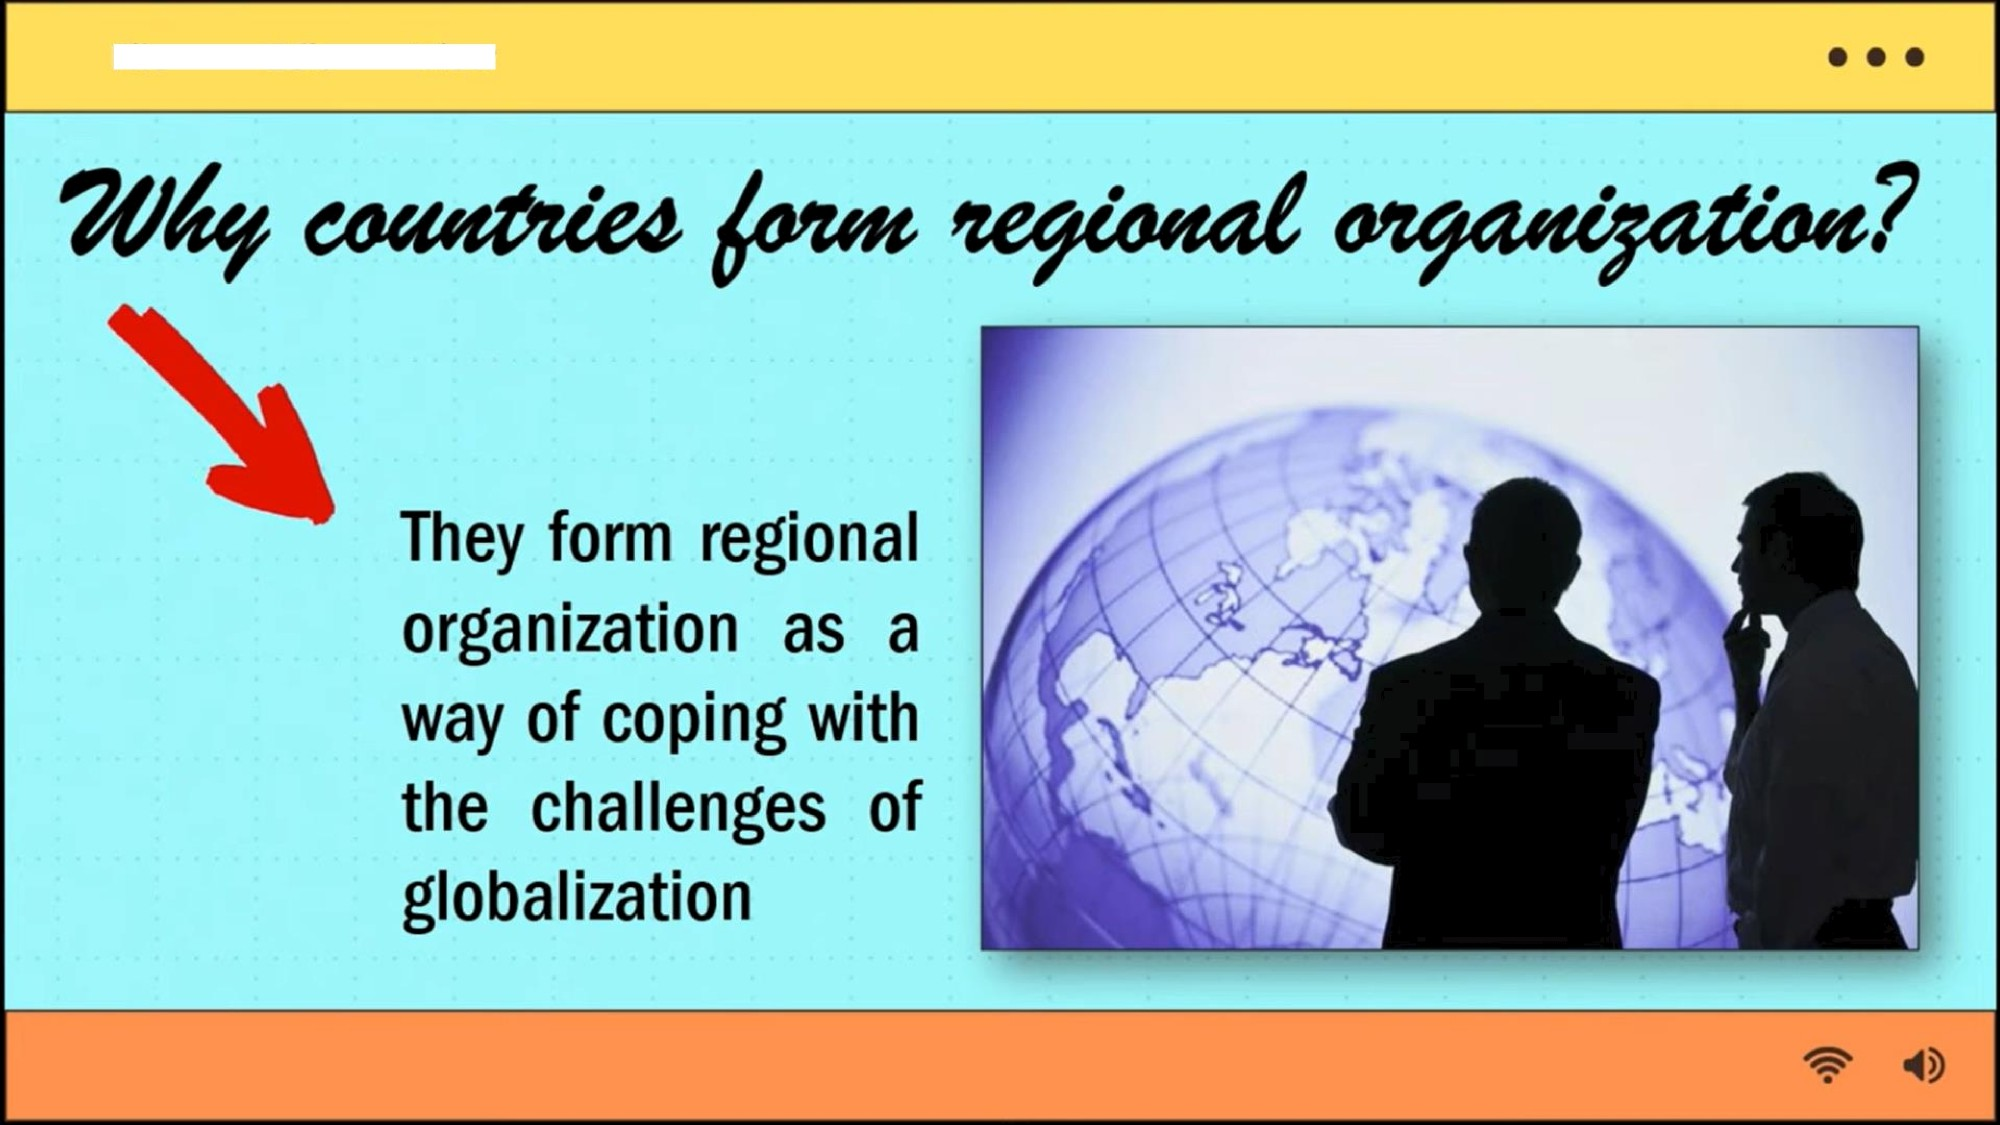 Why countries form regional organization?
They form regional
organization as a
way of coping with
the challenges of
globalization